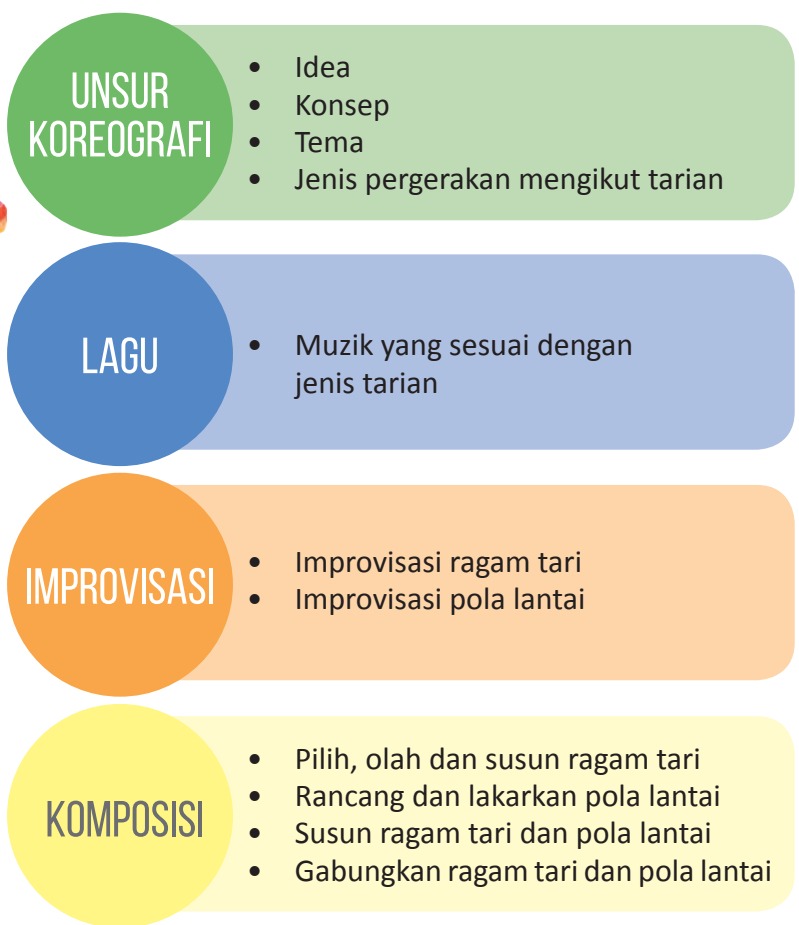 UNSUR
KOREOGRAFI
• Idea
• Konsep
• Tema
• Jenis pergerakan mengikut tarian
LAGU
• Muzik yang sesuai dengan
jenis tarian
IMPROVISASI
• Improvisasi ragam tari
• Improvisasi pola lantai
KOMPOSISI
• Pilih, olah dan susun ragam tari
• Rancang dan lakarkan pola lantai
• Susun ragam tari dan pola lantai
• Gabungkan ragam tari dan pola lantai